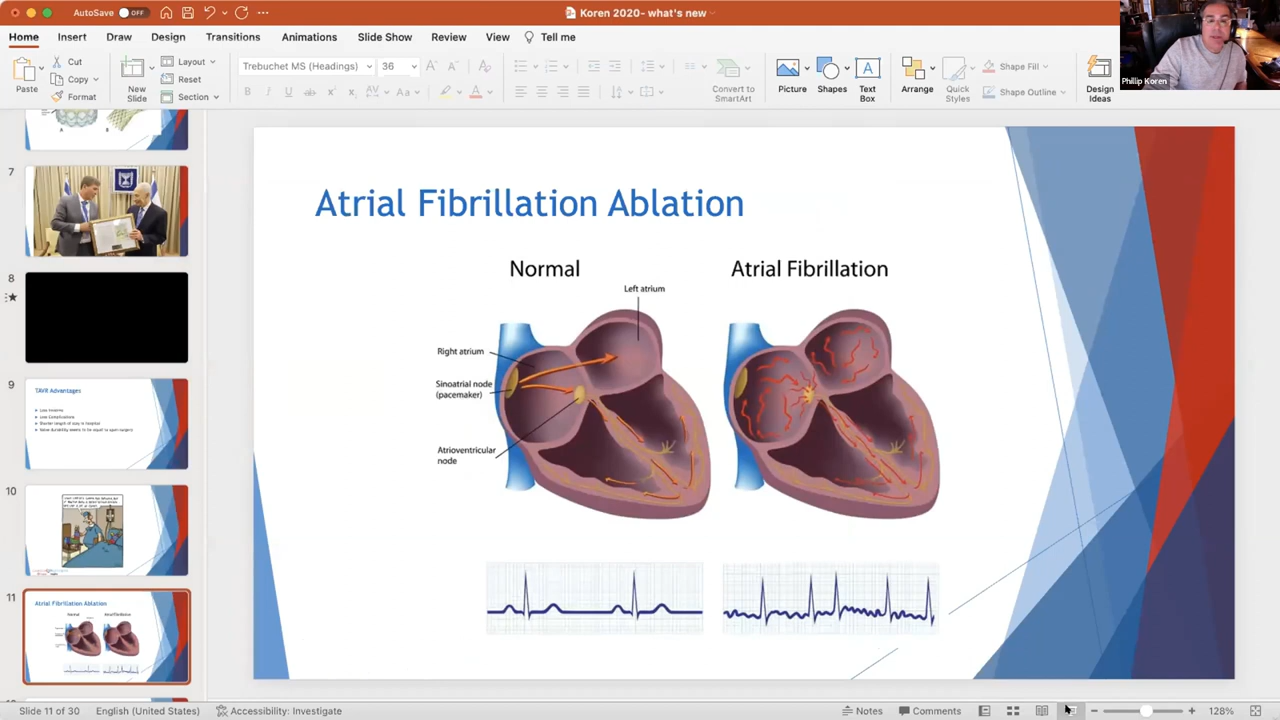 AutoSave OFF
Koren 2020- what's new
Home Insert Draw Design Transitions Animations Slide Show Review View Tell me
Paste
Cut
Copy
Format
New Slide
Layout
Reset
Section
Trebuchet MS (Headings) 36
Convert to SmartArt
Picture
Shapes
Text Box
Arrange
Quick Styles
Shape Fill
Shape Outline
Design Ideas
Phillip Koren
7
8
9
TAVR Advantages
10
11
Atrial Fibrillation Ablation
Atrial Fibrillation Ablation
Normal
Atrial Fibrillation
Left atrium
Right atrium
Sinoatrial node
(pacemaker)
Atrioventricular
node
Slide 11 of 30 English (United States) Accessibility: Investigate Notes Comments 128%